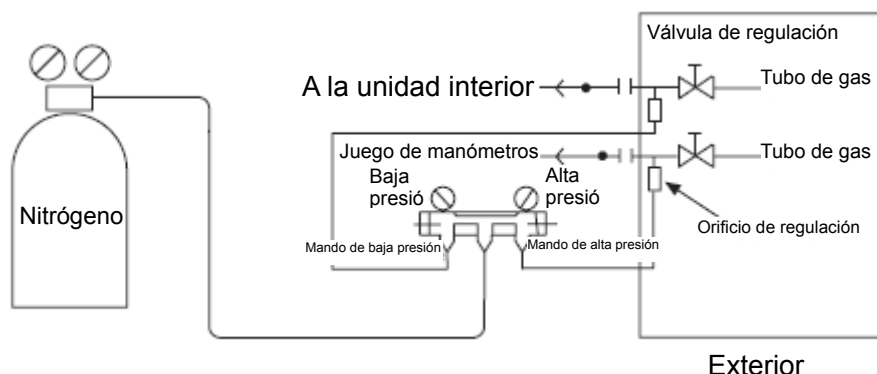 Válvula de regulación
A la unidad interior
Tubo de gas
Juego de manómetros
Tubo de gas
Baja
presió
Alta
presió
Nitrógeno
Orificio de regulación
Mando de baja presión
Mando de alta presión
Exterior